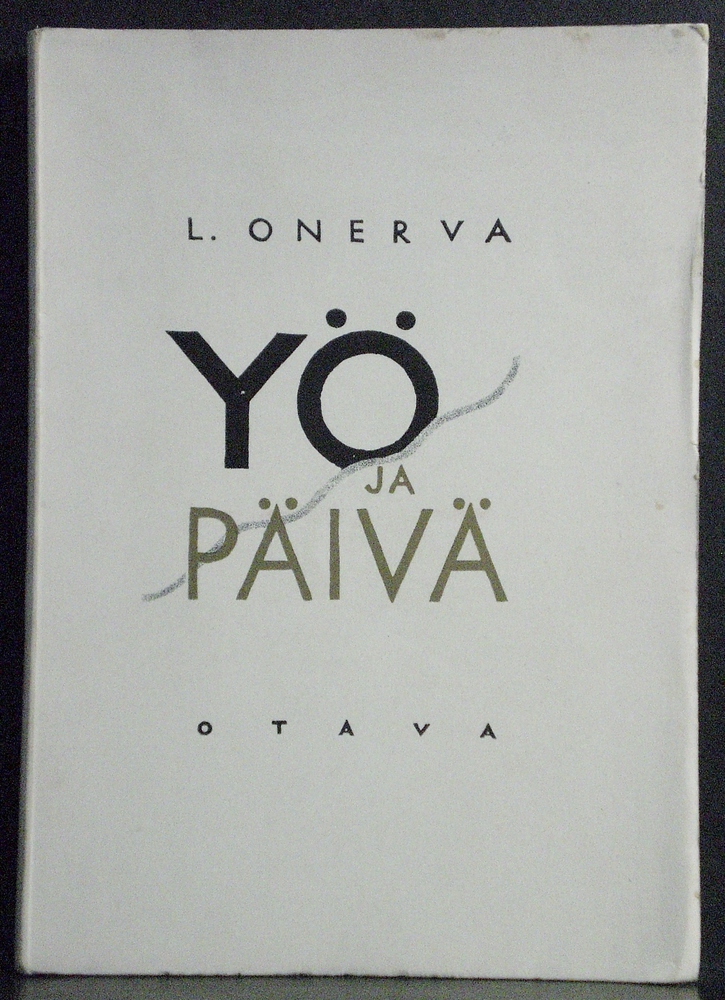 L. ONERVA
YÖ
JA
PÄIVÄ
OTAVA